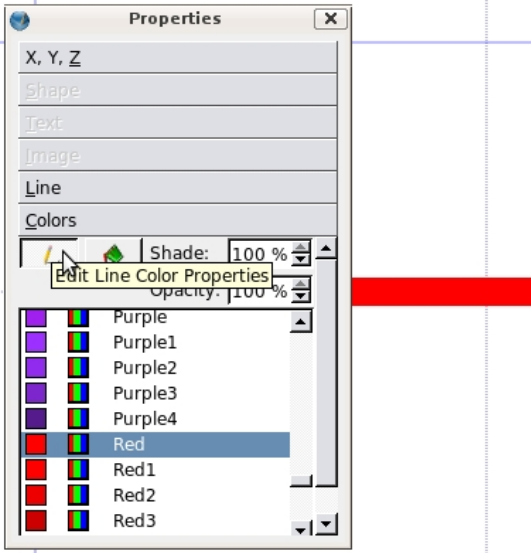 Properties
X, Y, Z
Shape
Text
Image
Line
Colors
Shade: 100 %
Edit Line Color Properties
Opacity: 100 %
Purple
Purple1
Purple2
Purple3
Purple4
Red
Red1
Red2
Red3